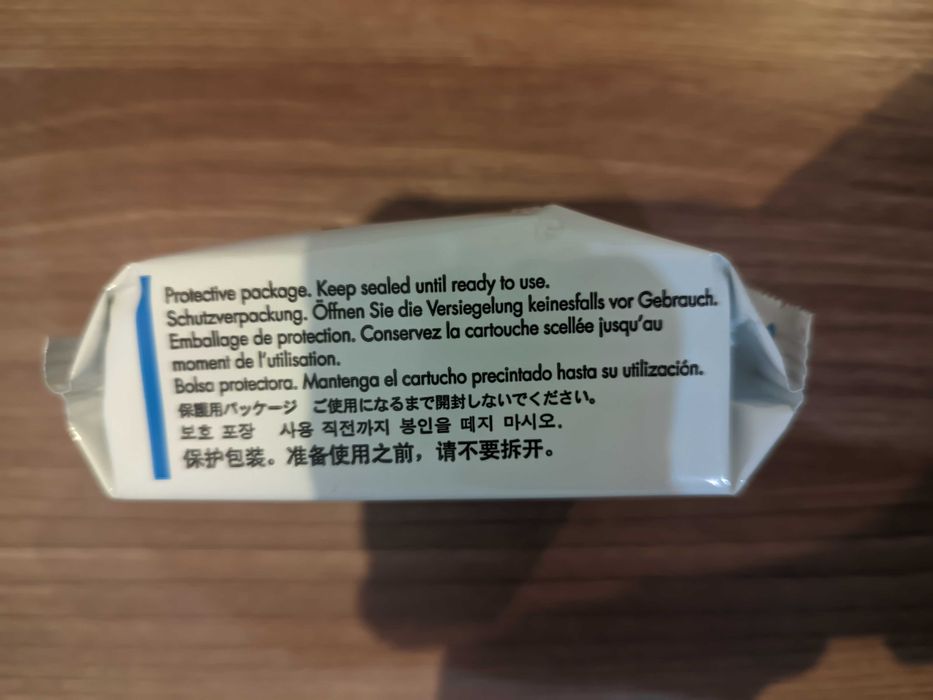 Protective package. Keep sealed until ready to use.
Schutzverpackung. Öffnen Sie die Versiegelung keinesfalls vor Gebrauch.
Emballage de protection. Conservez la cartouche scellée jusqu'au
moment de l'utilisation.
Bolsa protectora. Mantenga el cartucho precintado hasta su utilización.
保護用パッケージ ご使用になるまで開封しないでください。
보호 포장 사용 직전까지 봉인을 떼지 마시오.
保护包装。准备使用之前，请不要拆开。